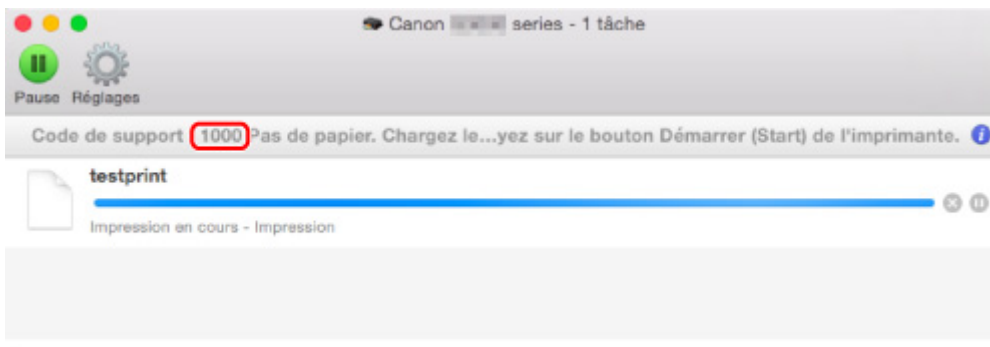 Canon series - 1 tâche
Pause Réglages
Code de support 1000 Pas de papier. Chargez le...yez sur le bouton Démarrer (Start) de l'imprimante.
testprint
Impression en cours - Impression